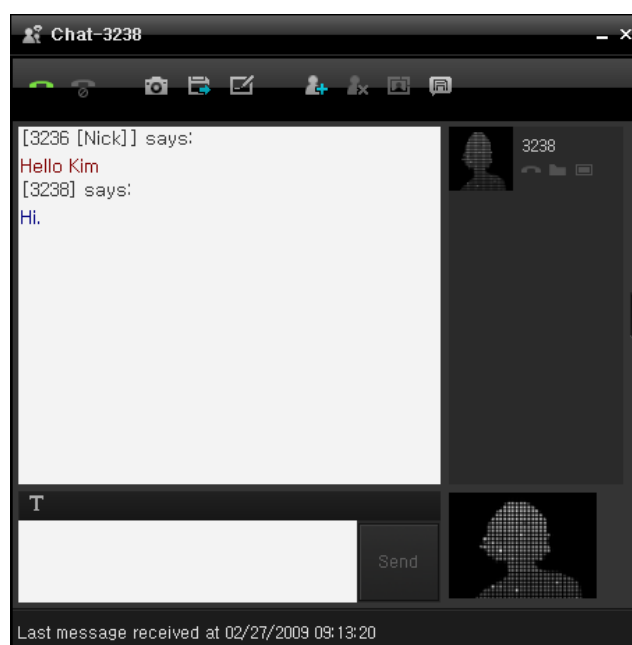 Chat-3238
[3236 [Nick]] says:
Hello Kim
[3238] says:
Hi.
3238
T
Send
Last message received at 02/27/2009 09:13:20